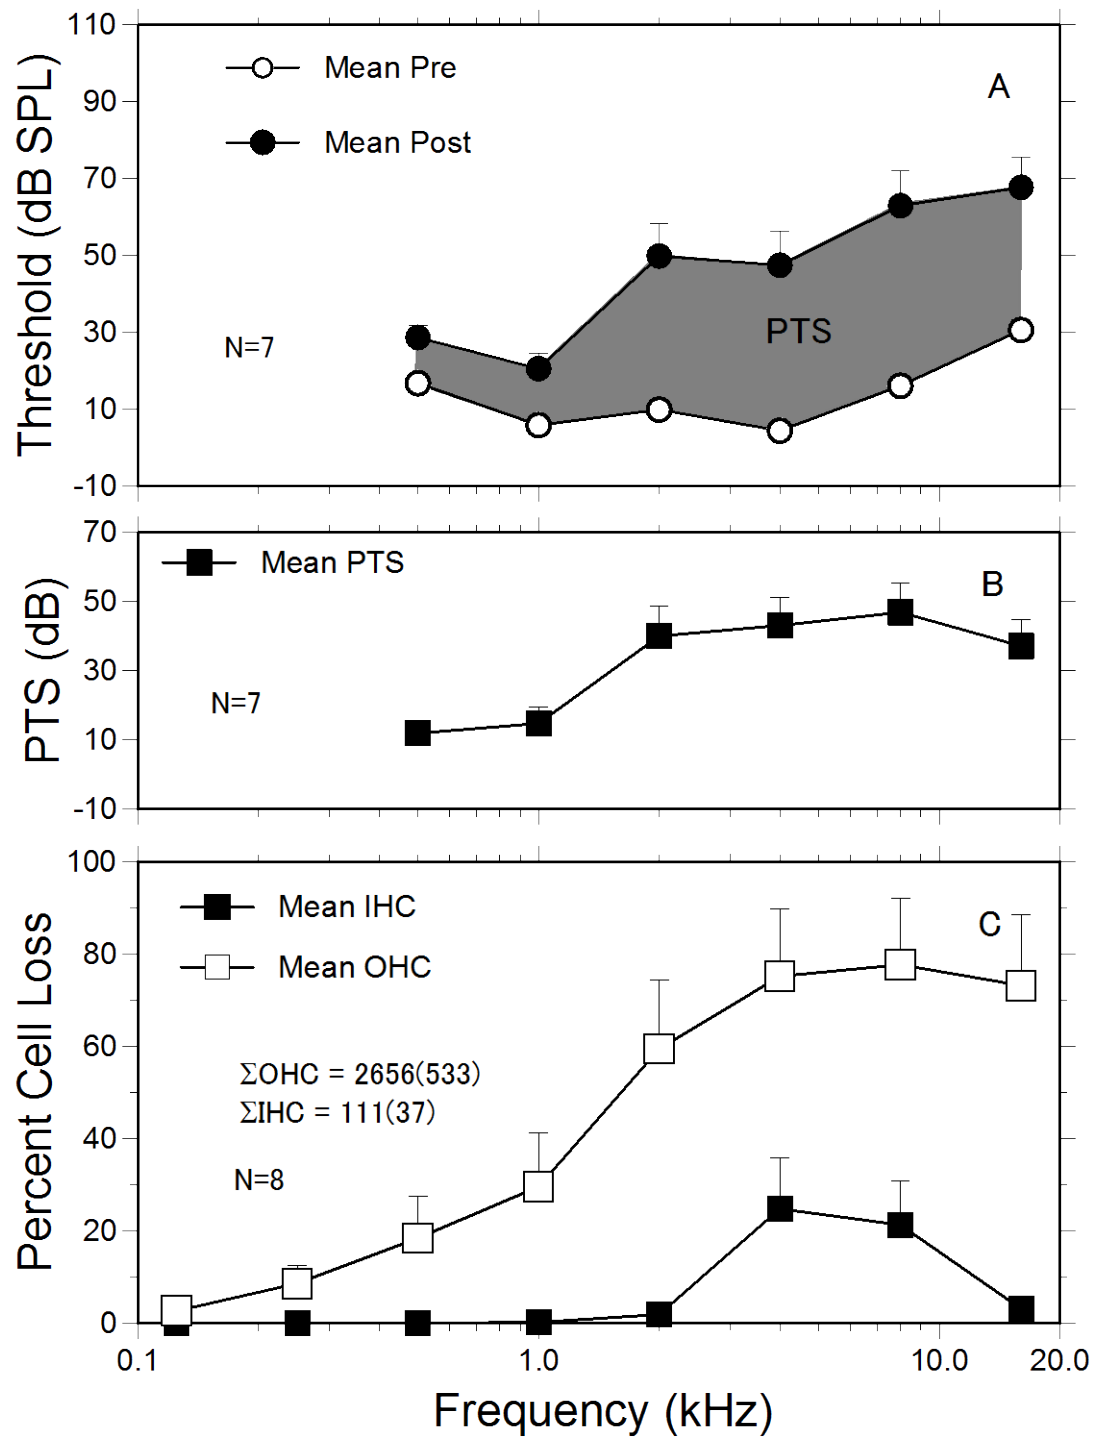 110
Mean Pre
A
90
Mean Post
70
50
PTS
30
N=7
10
-10
Threshold (dB SPL)
70
Mean PTS
B
50
30
N=7
10
-10
PTS (dB)
100
Mean IHC
C
80
Mean OHC
60
ΣOHC = 2656(533)
ΣIHC = 111(37)
40
N=8
20
0
Percent Cell Loss
0.1 1.0 10.0 20.0
Frequency (kHz)